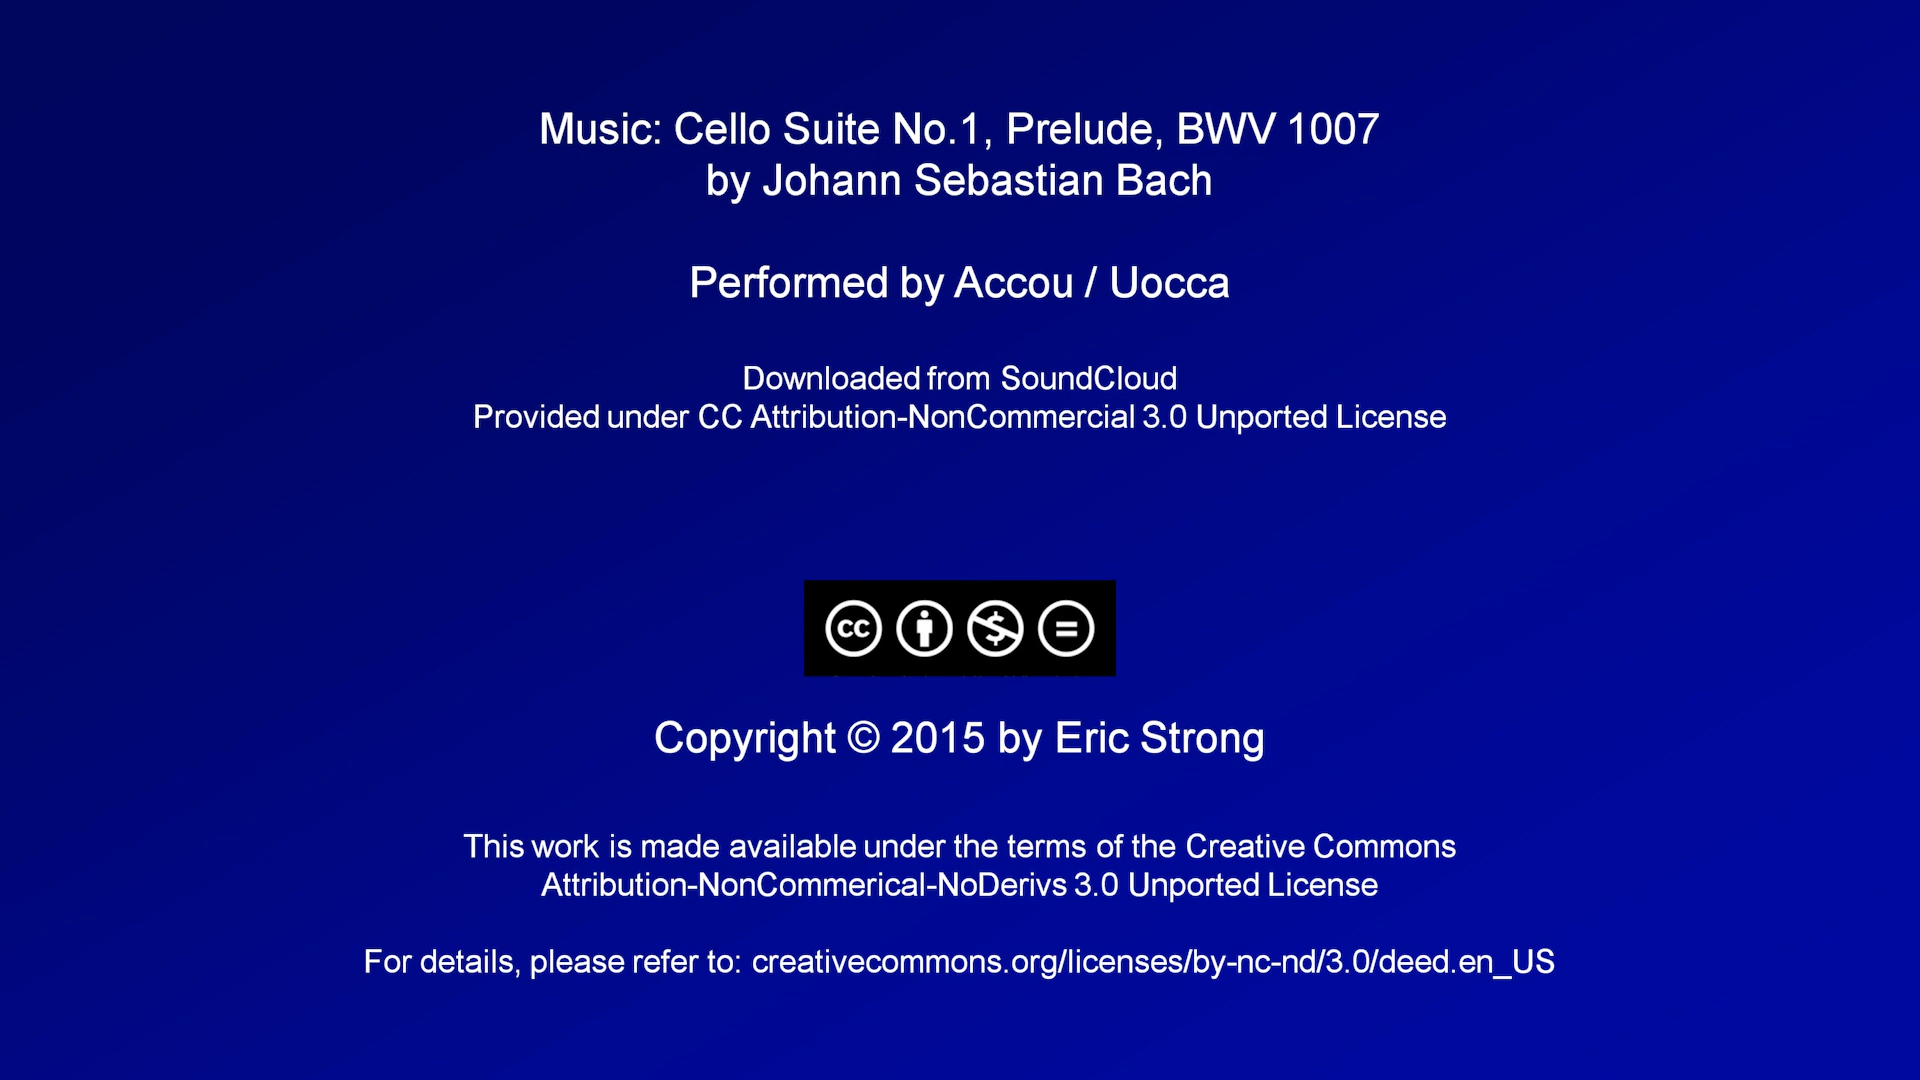 Music: Cello Suite No.1, Prelude, BWV 1007
by Johann Sebastian Bach
Performed by Accou / Uocca
Downloaded from SoundCloud
Provided under CC Attribution-NonCommercial 3.0 Unported License
cc
Copyright © 2015 by Eric Strong
This work is made available under the terms of the Creative Commons
Attribution-NonCommerical-NoDerivs 3.0 Unported License
For details, please refer to: creativecommons.org/licenses/by-nc-nd/3.0/deed.en_US